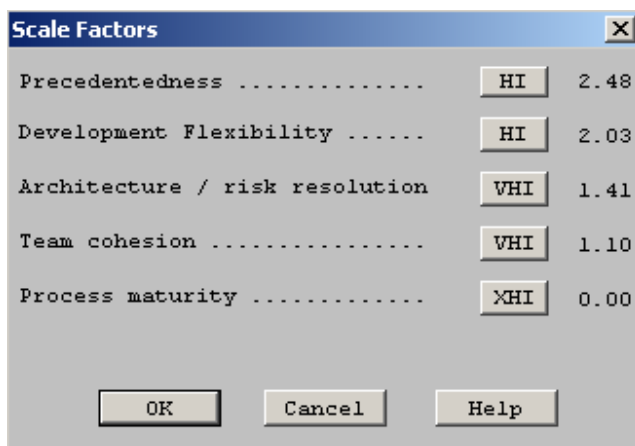 Scale Factors
Precedentedness .............. HI 2.48
Development Flexibility ...... HI 2.03
Architecture / risk resolution VHI 1.41
Team cohesion ................ VHI 1.10
Process maturity ............. XHI 0.00
OK Cancel Help